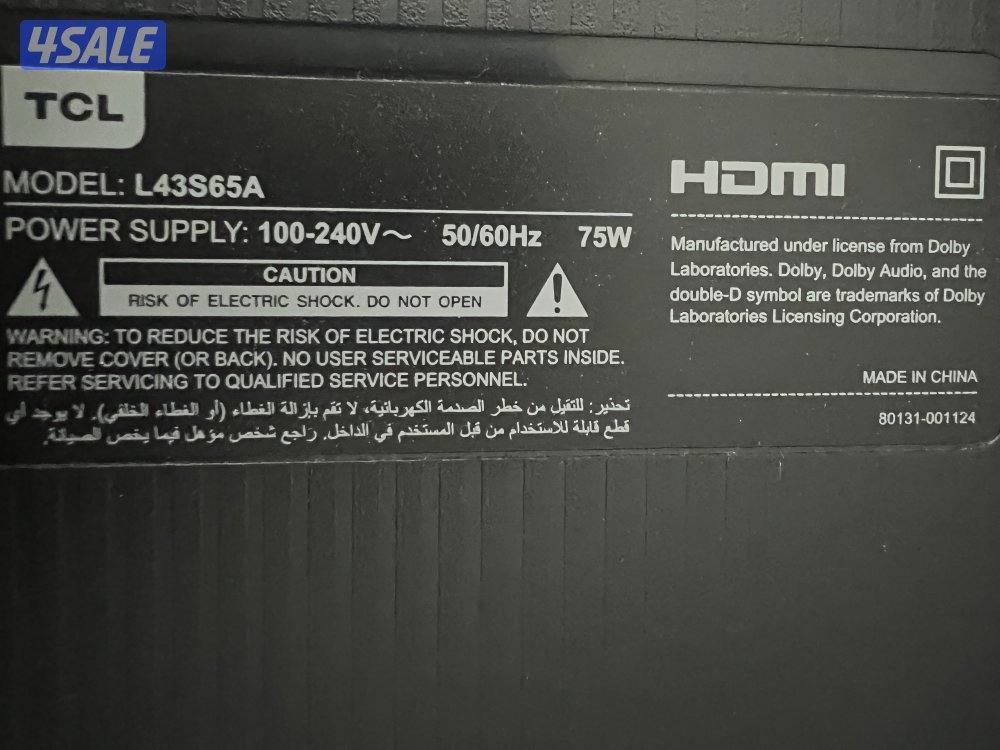 4SALE
TCL
MODEL: L43S65A
POWER SUPPLY: 100-240V～ 50/60Hz 75W
CAUTION
RISK OF ELECTRIC SHOCK. DO NOT OPEN
WARNING: TO REDUCE THE RISK OF ELECTRIC SHOCK, DO NOT
REMOVE COVER (OR BACK). NO USER SERVICEABLE PARTS INSIDE.
REFER SERVICING TO QUALIFIED SERVICE PERSONNEL.
تحذير: للتقيل من خطر الصدمة الكهربائية، لا تقم بإزالة الغطاء (أو الغطاء الخلفي). لا يوجد أي
قطع قابلة للاستخدام من قبل المستخدم في الداخل. راجع شخص مؤهل فيما يخص الصيانة.
HDMI
Manufactured under license from Dolby
Laboratories. Dolby, Dolby Audio, and the
double-D symbol are trademarks of Dolby
Laboratories Licensing Corporation.
MADE IN CHINA
80131-001124